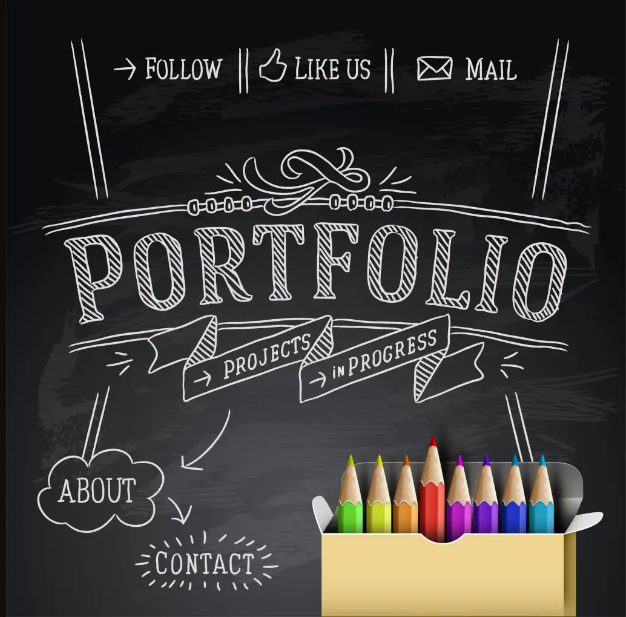 FOLLOW LIKE US MAIL
PORTFOLIO
PROJECTS
IN PROGRESS
ABOUT
CONTACT